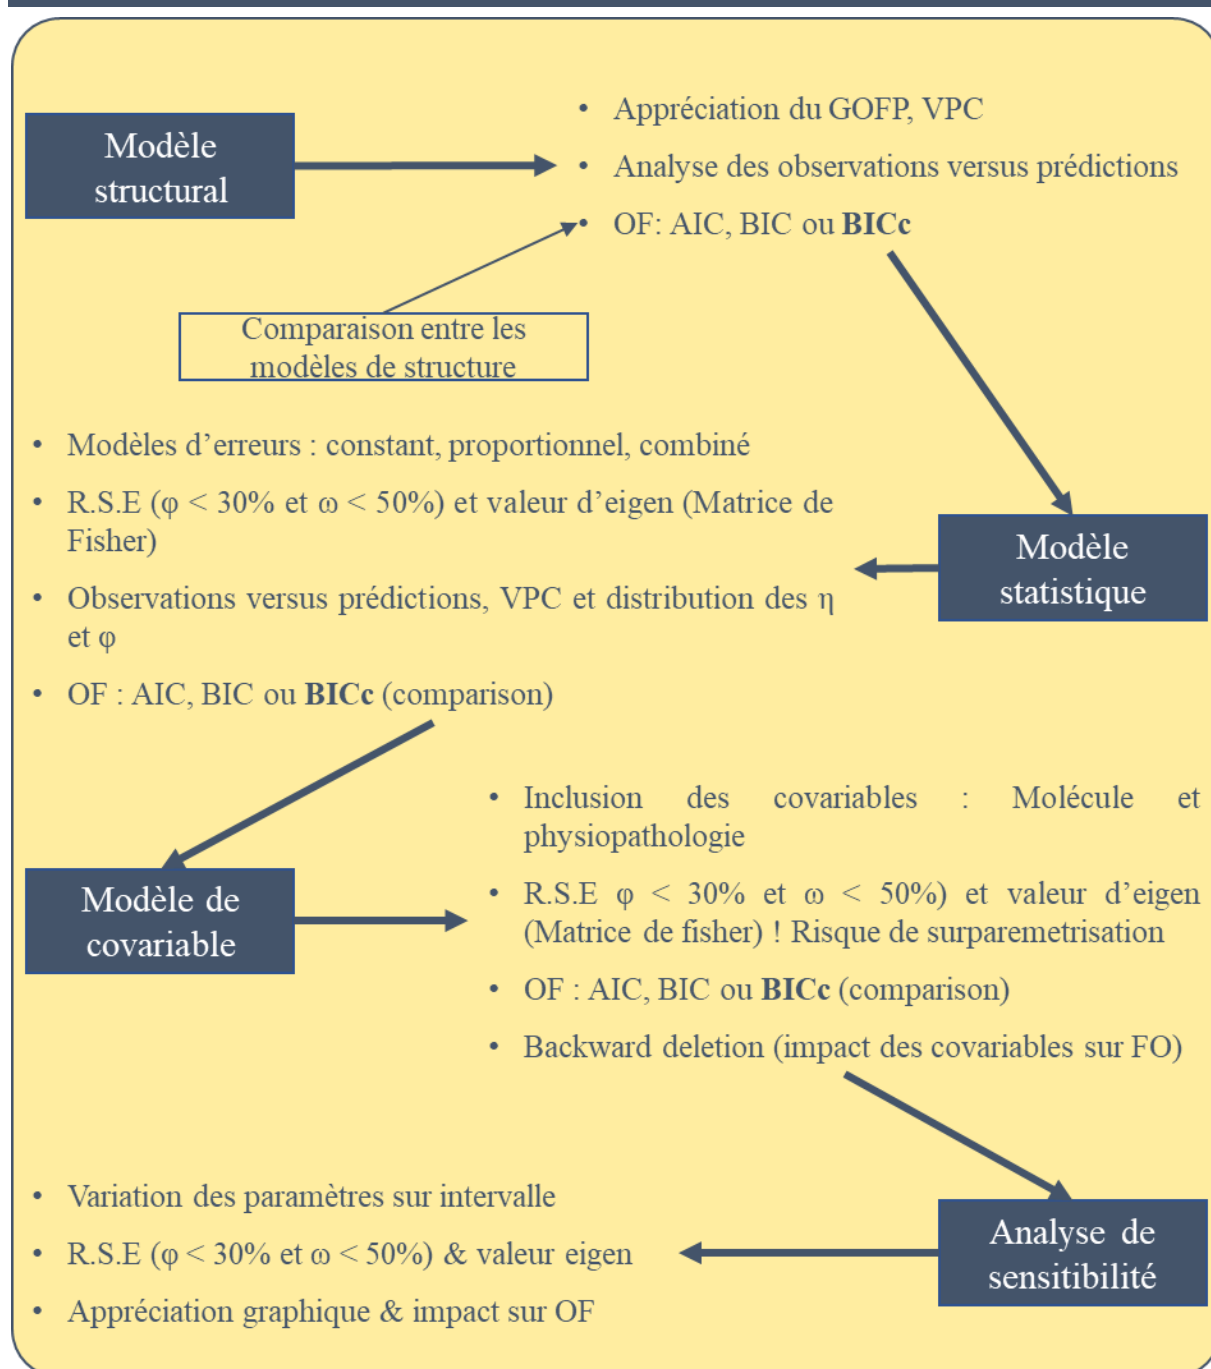 Modèle
structural
• Appréciation du GOFP, VPC
• Analyse des observations versus prédictions
• OF: AIC, BIC ou BICc
Comparaison entre les
modèles de structure
• Modèles d’erreurs : constant, proportionnel, combiné
• R.S.E (φ < 30% et ω < 50%) et valeur d’eigen (Matrice de
Fisher)
• Observations versus prédictions, VPC et distribution des η
et φ
• OF : AIC, BIC ou BICc (comparison)
Modèle
statistique
Modèle de
covariable
• Inclusion des covariables : Molécule et
physiopathologie
• R.S.E φ < 30% et ω < 50%) et valeur d’eigen
(Matrice de fisher) ! Risque de surparemetrisation
• OF : AIC, BIC ou BICc (comparison)
• Backward deletion (impact des covariables sur FO)
• Variation des paramètres sur intervalle
• R.S.E (φ < 30% et ω < 50%) & valeur eigen
• Appréciation graphique & impact sur OF
Analyse de
sensitibilité